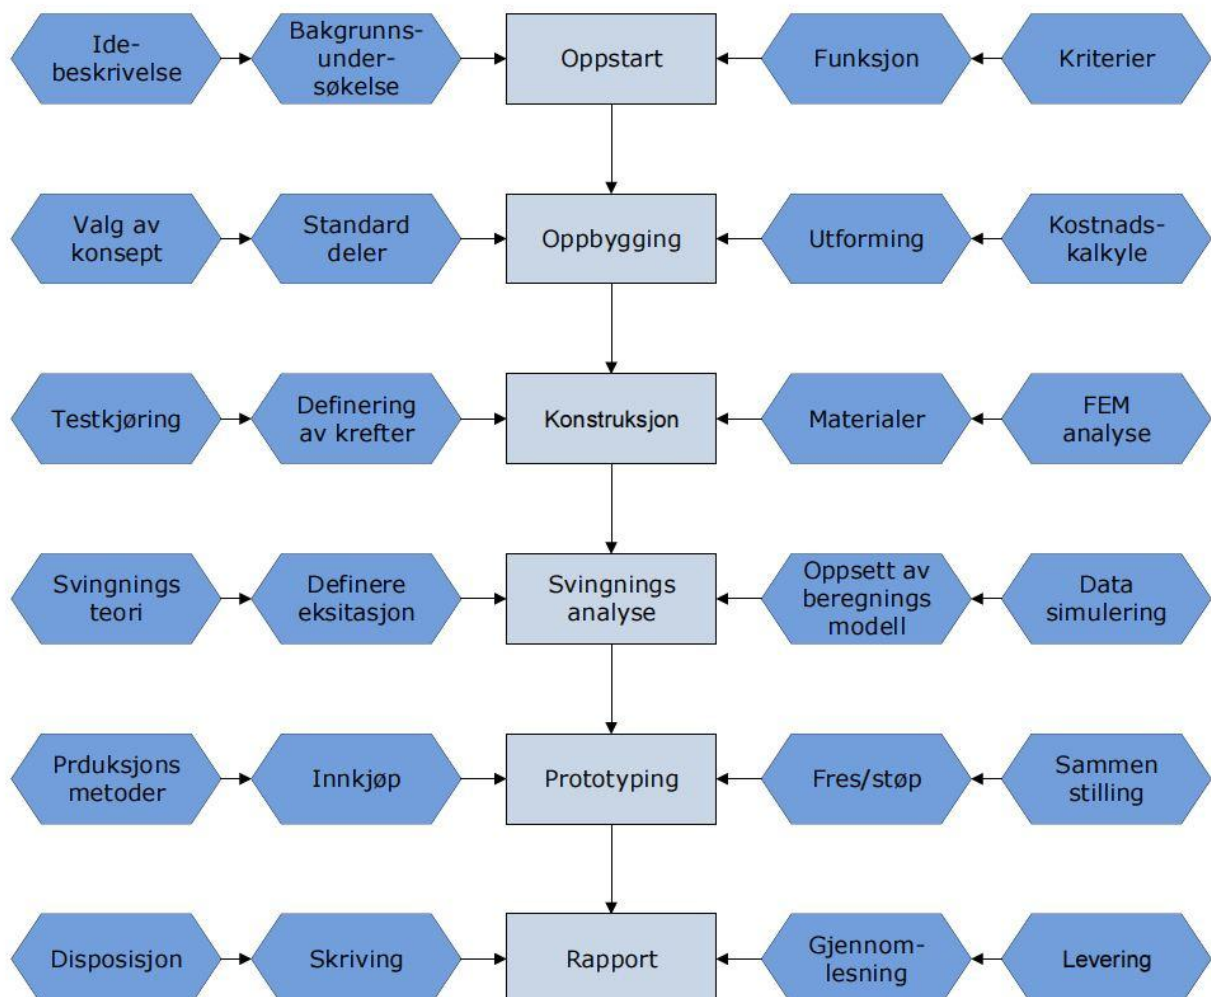 Ide-
beskrivelse
Bakgrunns-
under-
søkelse
Oppstart
Funksjon
Kriterier
Valg av
konsept
Standard
deler
Oppbygging
Utforming
Kostnads-
kalkyle
Testkjøring
Definering
av krefter
Konstruksjon
Materialer
FEM
analyse
Svingnings
teori
Definere
eksitasjon
Svingnings
analyse
Oppsett av
beregnings
modell
Data
simulering
Prduksjons
metoder
Innkjøp
Prototyping
Fres/støp
Sammen
stilling
Disposisjon
Skriving
Rapport
Gjennom-
lesning
Levering